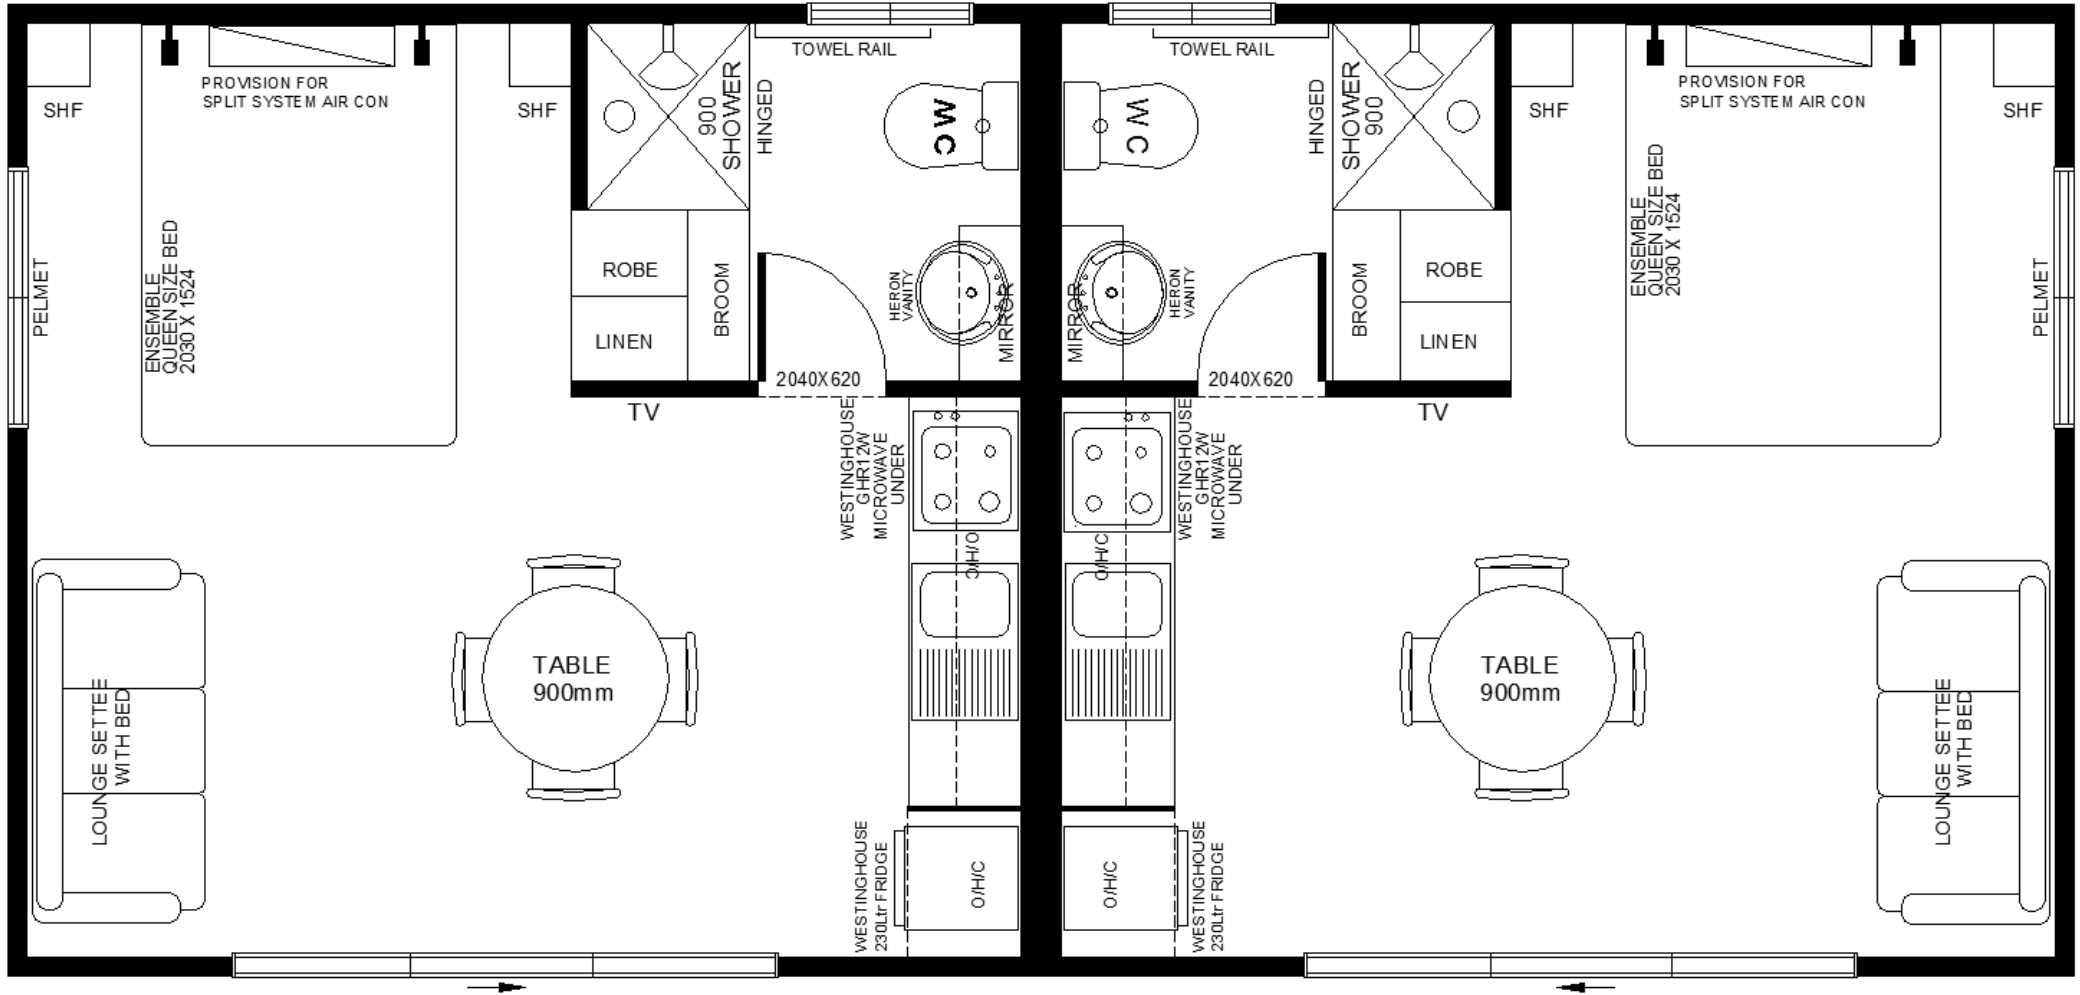 TOWEL RAIL
PROVISION FOR
SPLIT SYSTEM AIR CON
SHF
SHF
900
SHOWER
HINGED
WC
ENSEMBLE
QUEEN SIZE BED
2030 X 1524
PELMET
ROBE
LINEN
BROOM
HERON
VANITY
MIRROR
2040X620
TV
WESTINGHOUSE
GHR12W
MICROWAVE
UNDER
O/H/C
TABLE
900mm
LOUNGE SETTEE
WITH BED
WESTINGHOUSE
230Ltr FRIDGE
O/H/C
TOWEL RAIL
PROVISION FOR
SPLIT SYSTEM AIR CON
SHF
SHF
HINGED
SHOWER
900
WC
ENSEMBLE
QUEEN SIZE BED
2030 X 1524
PELMET
MIRROR
HERON
VANITY
BROOM
ROBE
LINEN
2040X620
TV
WESTINGHOUSE
GHR12W
MICROWAVE
UNDER
O/H/C
TABLE
900mm
LOUNGE SETTEE
WITH BED
O/H/C
WESTINGHOUSE
230Ltr FRIDGE